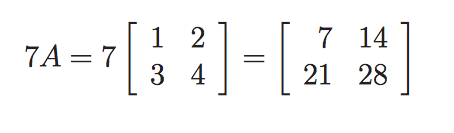 7A = 7 [ 1 2 ] = [ 7 14 ]
[ 3 4 ] [ 21 28 ]